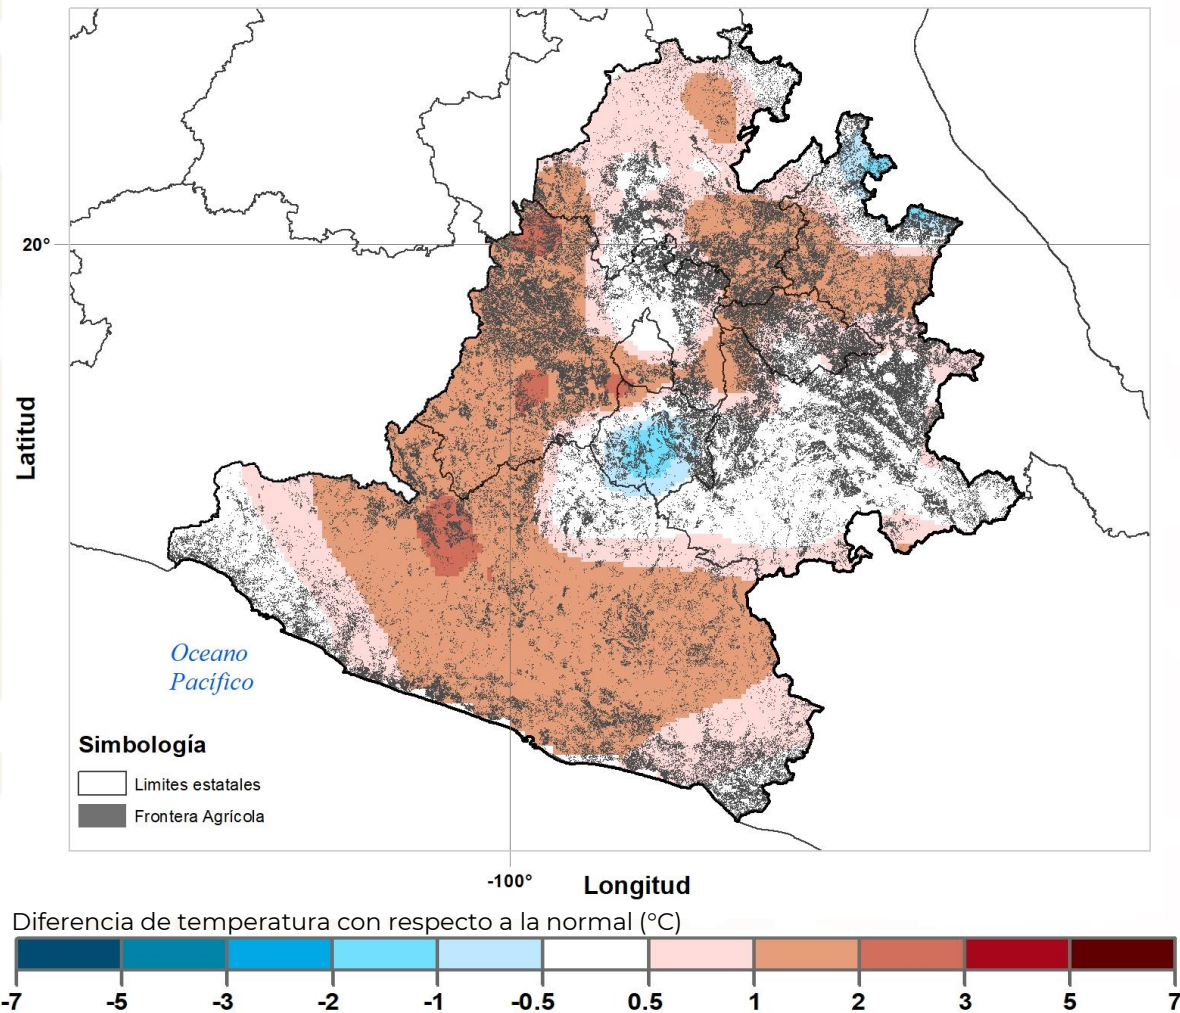 20°
Latitud
Oceano
Pacífico
Simbología
Limites estatales
Frontera Agrícola
-100°
Longitud
Diferencia de temperatura con respecto a la normal (°C)
-7 -5 -3 -2 -1 -0.5 0.5 1 2 3 5 7